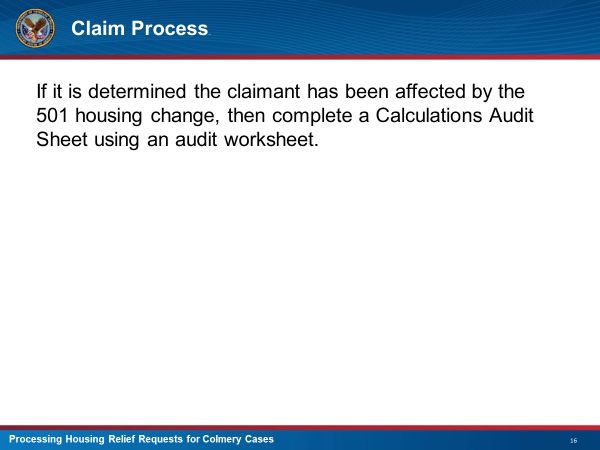 Claim Process
If it is determined the claimant has been affected by the
501 housing change, then complete a Calculations Audit
Sheet using an audit worksheet.
Processing Housing Relief Requests for Colmery Cases
16